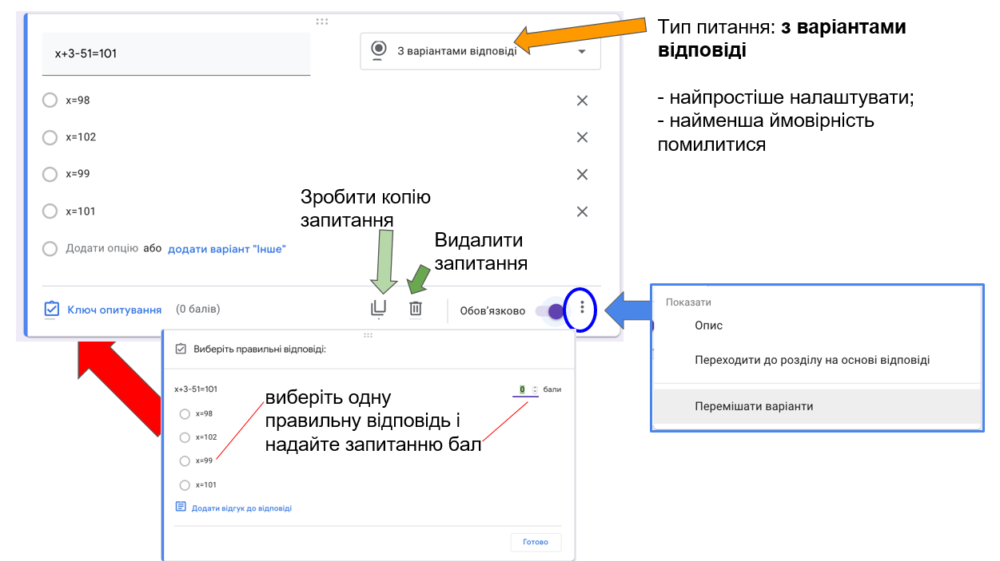 x+3-51=101
З варіантами відповіді
x=98
x=102
x=99
x=101
Додати опцію або додати варіант "Інше"
Ключ опитування (0 балів)
Обов'язково
Зробити копію
запитання
Видалити
запитання
Тип питання: з варіантами
відповіді
- найпростіше налаштувати;
- найменша ймовірність
помилитися
Показати
Опис
Переходити до розділу на основі відповіді
Перемішати варіанти
Виберіть правильні відповіді:
x+3-51=101
0 бали
x=98
x=102
x=99
x=101
виберіть одну
правильну відповідь і
надайте запитанню бал
Додати відгук до відповіді
Готово